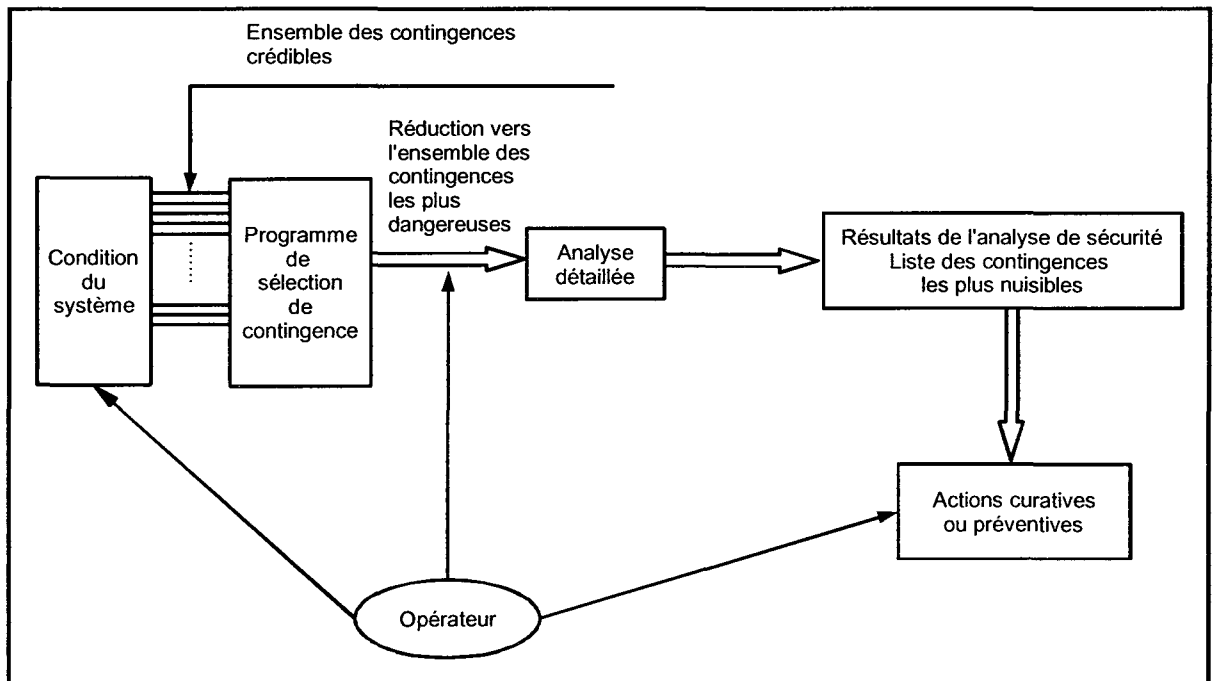 Ensemble des contingences
crédibles
Réduction vers
l'ensemble des
contingences
les plus
dangereuses
Condition
du
système
Programme
de
sélection
de
contingence
Analyse
détaillée
Résultats de l'analyse de sécurité
Liste des contingences
les plus nuisibles
Actions curatives
ou préventives
Opérateur